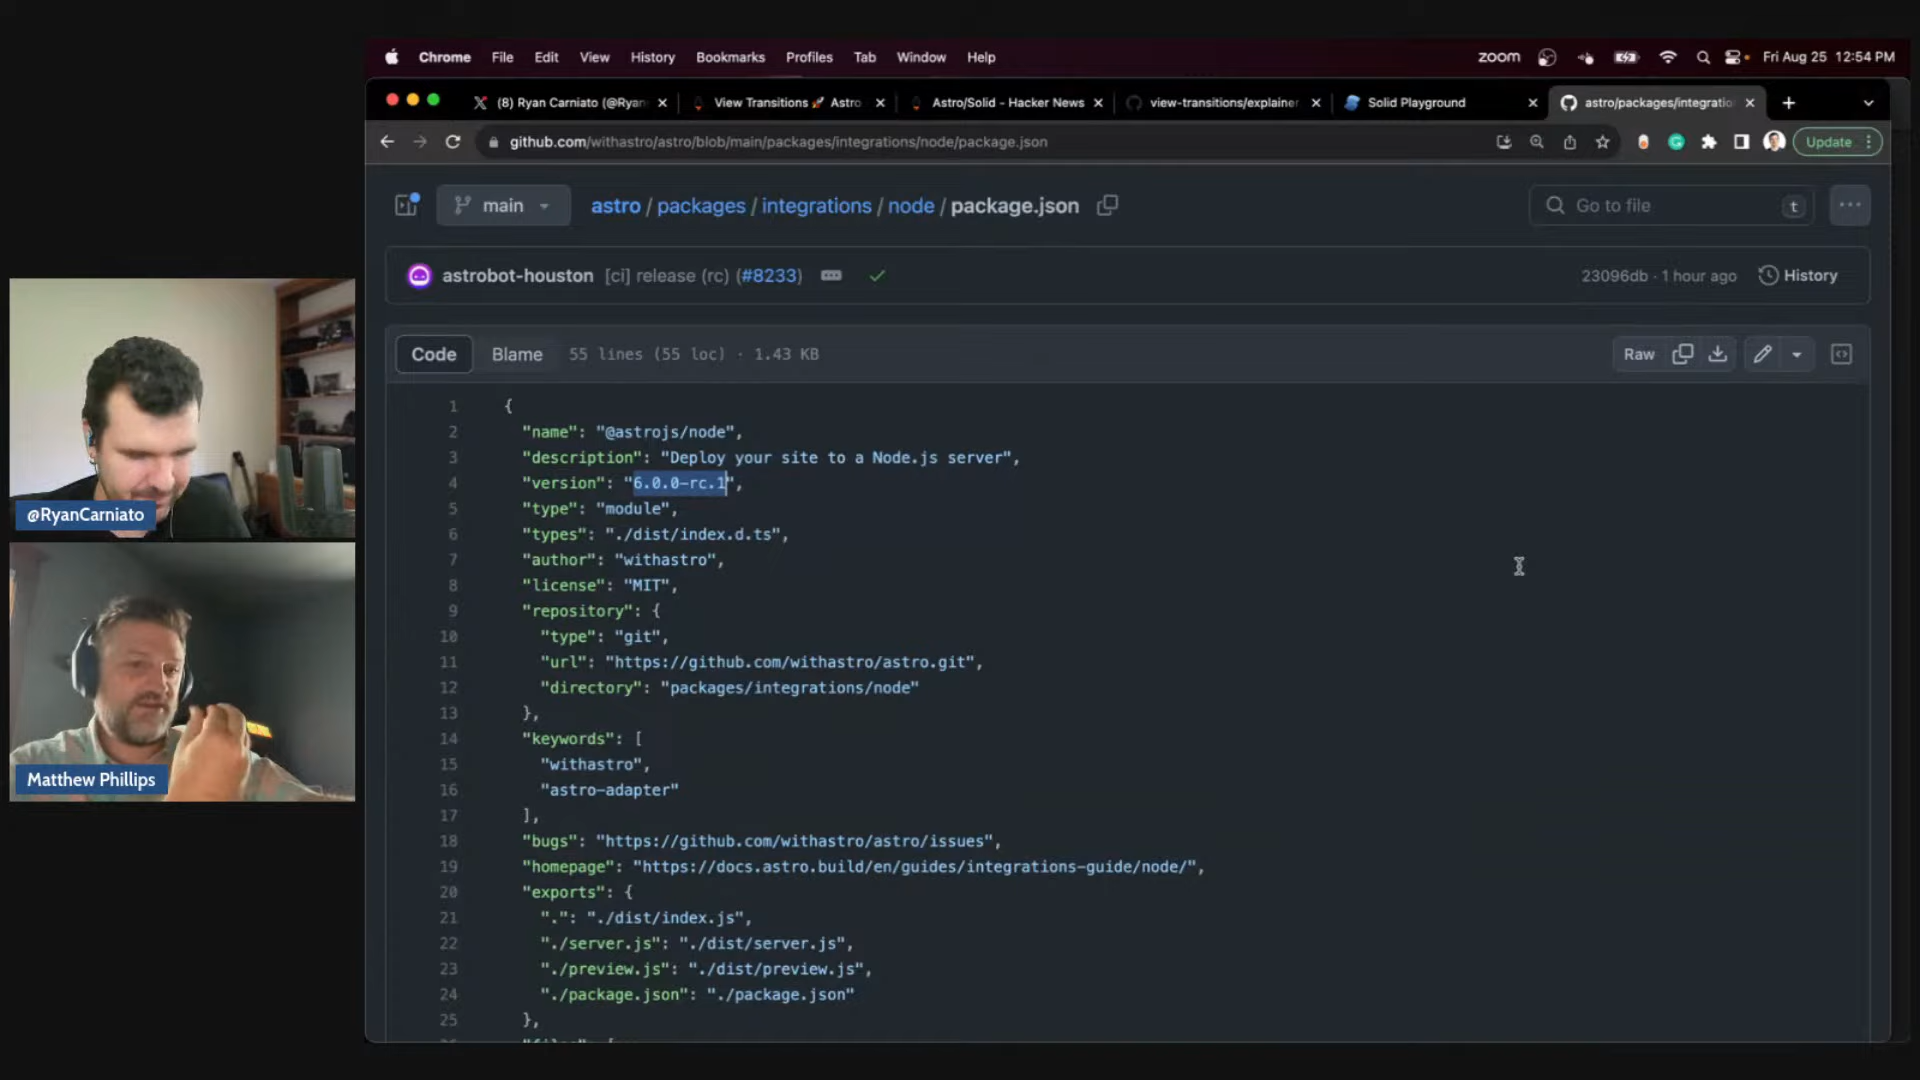 Chrome File Edit View History Bookmarks Profiles Tab Window Help zoom Fri Aug 25 12:54 PM
(8) Ryan Carniato (@Ryan View Transitions 🚀 Astro Astro/Solid - Hacker News view-transitions/explainer Solid Playground astro/packages/integratio
github.com/withastro/astro/blob/main/packages/integrations/node/package.json Update
main astro / packages / integrations / node / package.json Go to file t
astrobot-houston [ci] release (rc) (#8233) 23096db · 1 hour ago History
Code Blame 55 lines (55 loc) · 1.43 KB Raw
1 {
2 "name": "@astrojs/node",
3 "description": "Deploy your site to a Node.js server",
4 "version": "6.0.0-rc.1",
5 "type": "module",
6 "types": "./dist/index.d.ts",
7 "author": "withastro",
8 "license": "MIT",
9 "repository": {
10 "type": "git",
11 "url": "https://github.com/withastro/astro.git",
12 "directory": "packages/integrations/node"
13 },
14 "keywords": [
15 "withastro",
16 "astro-adapter"
17 ],
18 "bugs": "https://github.com/withastro/astro/issues",
19 "homepage": "https://docs.astro.build/en/guides/integrations-guide/node/",
20 "exports": {
21 ".": "./dist/index.js",
22 "./server.js": "./dist/server.js",
23 "./preview.js": "./dist/preview.js",
24 "./package.json": "./package.json"
25 },
@RyanCarniato
Matthew Phillips